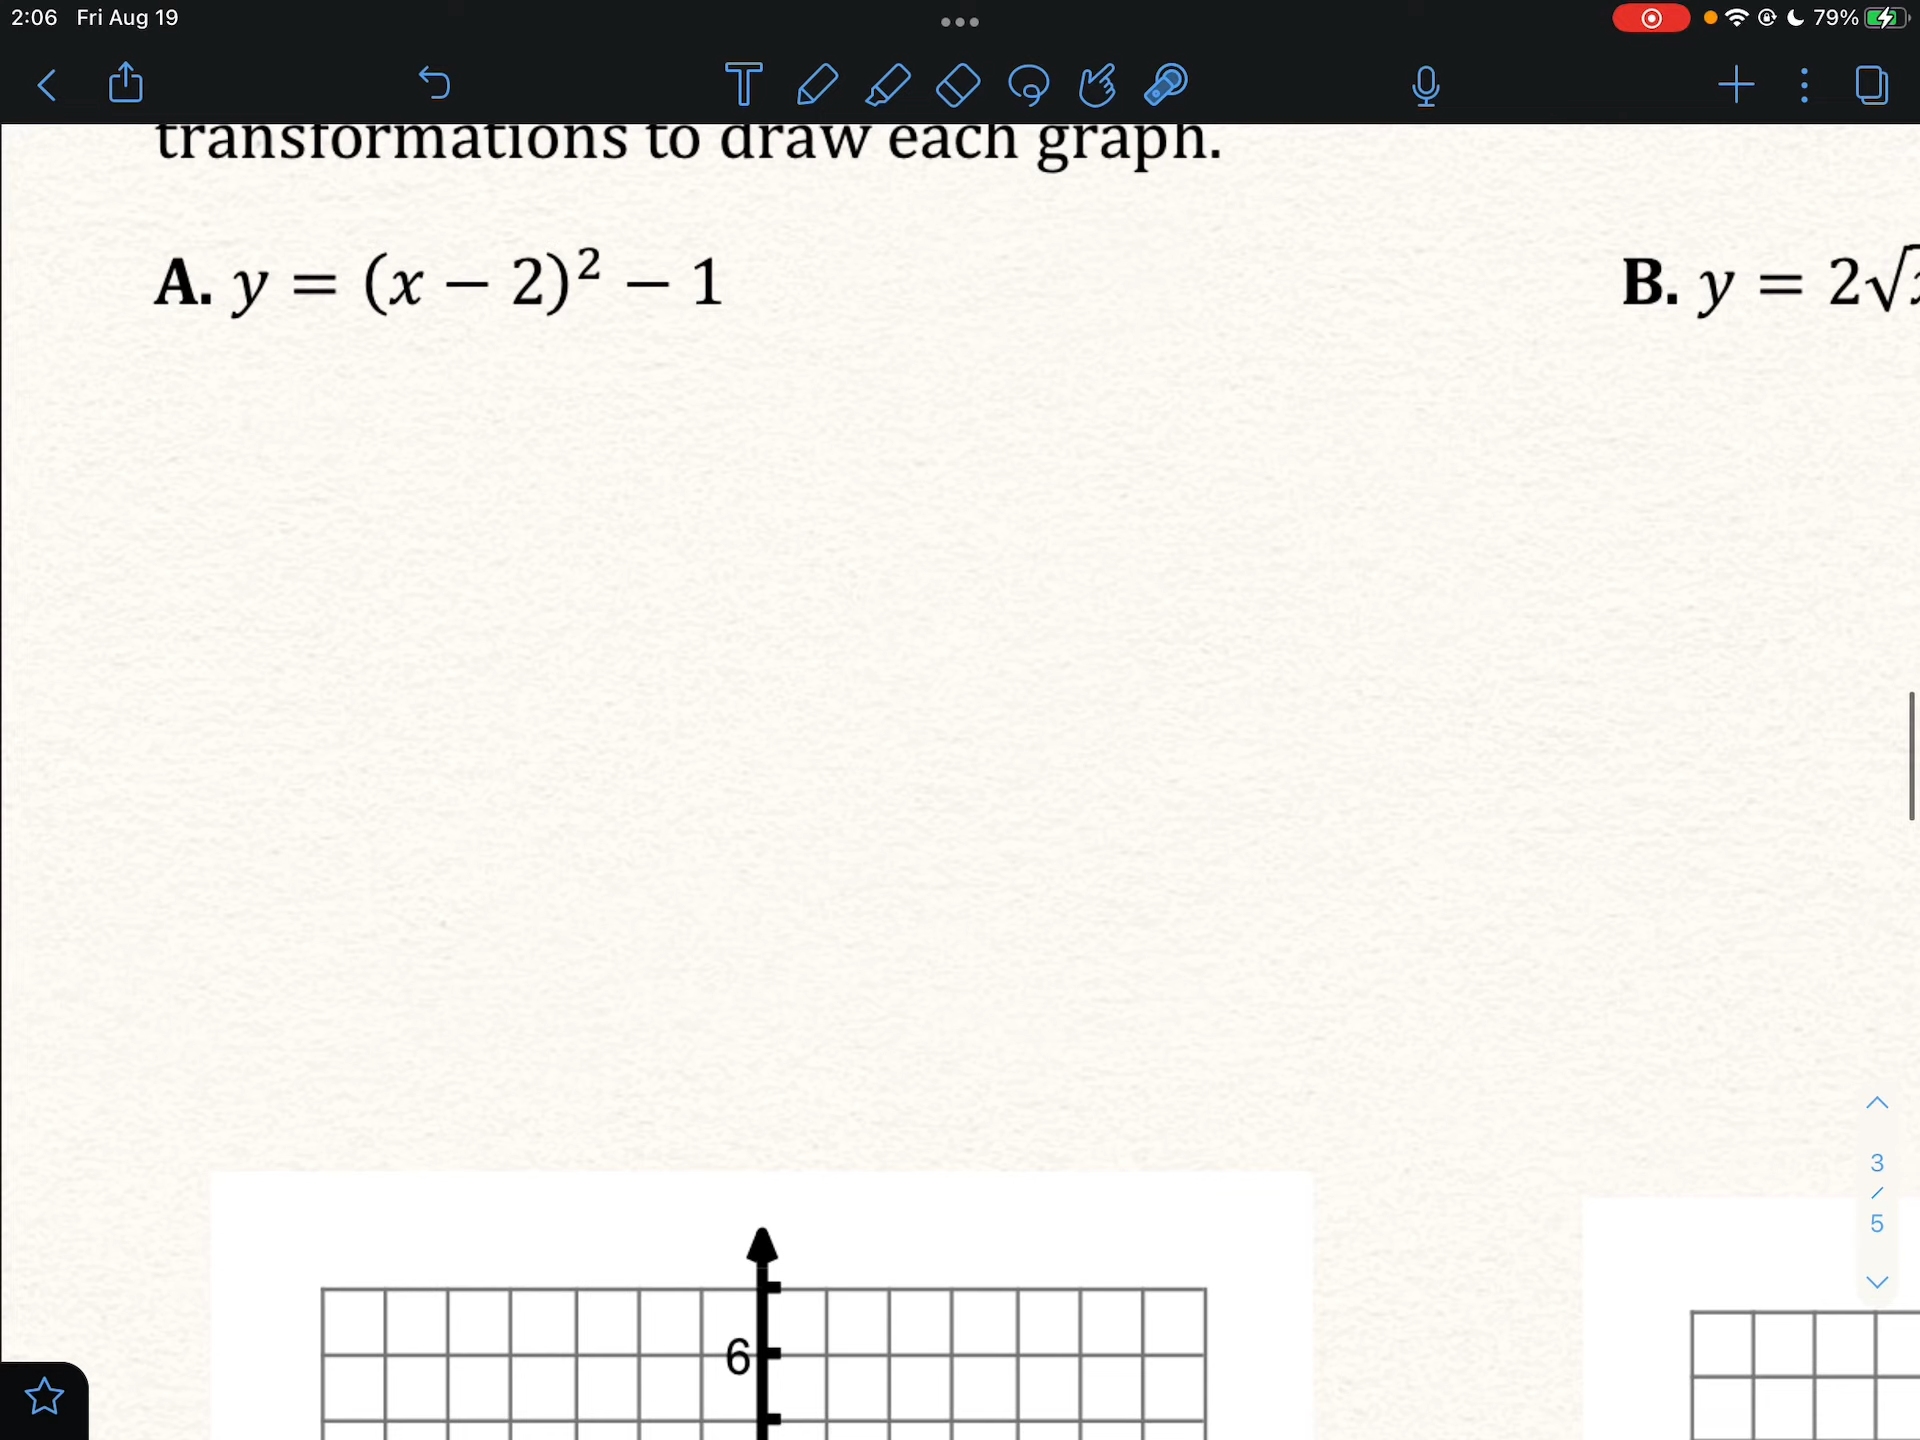 2:06 Fri Aug 19
79%
transformations to draw each graph.
A. y = (x − 2)² − 1
B. y = 2√
3
/
5
6